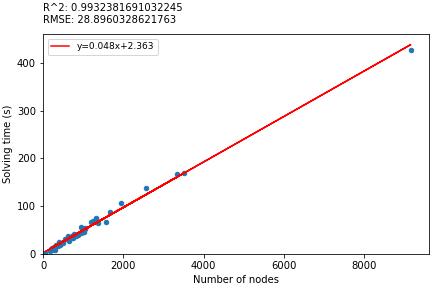 R^2: 0.9932381691032245
RMSE: 28.8960328621763
y=0.048x+2.363
400
300
200
100
0
Solving time (s)
0 2000 4000 6000 8000
Number of nodes